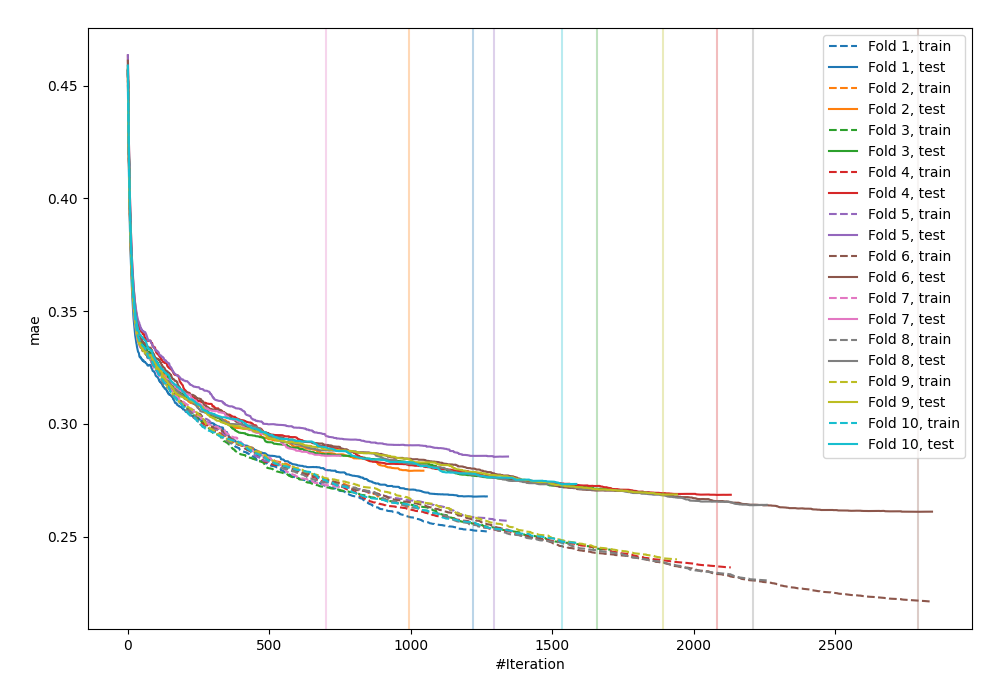 0.45
0.40
0.35
0.30
0.25
mae
0
500
1000
1500
2000
2500
#Iteration
Fold 1, train
Fold 1, test
Fold 2, train
Fold 2, test
Fold 3, train
Fold 3, test
Fold 4, train
Fold 4, test
Fold 5, train
Fold 5, test
Fold 6, train
Fold 6, test
Fold 7, train
Fold 7, test
Fold 8, train
Fold 8, test
Fold 9, train
Fold 9, test
Fold 10, train
Fold 10, test